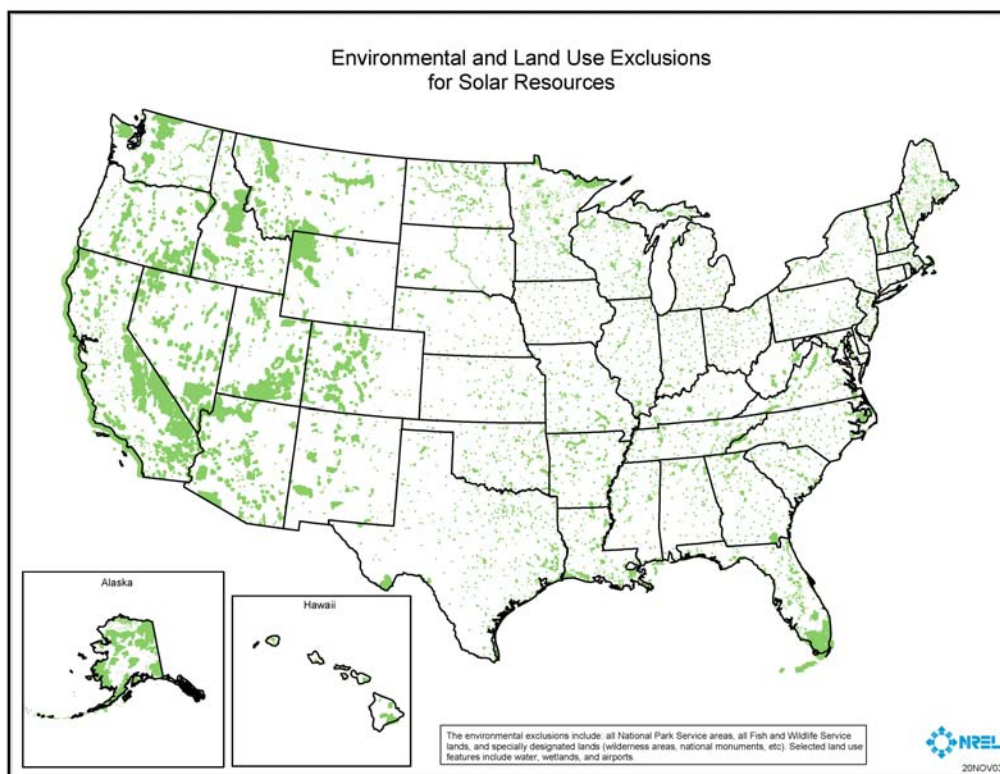 Environmental and Land Use Exclusions
for Solar Resources
Alaska
Hawaii
The environmental exclusions include: all National Park Service areas, all Fish and Wildlife Service
lands, and specially designated lands (wilderness areas, national monuments, etc). Selected land use
features include water, wetlands, and airports.
NREL
20NOV03